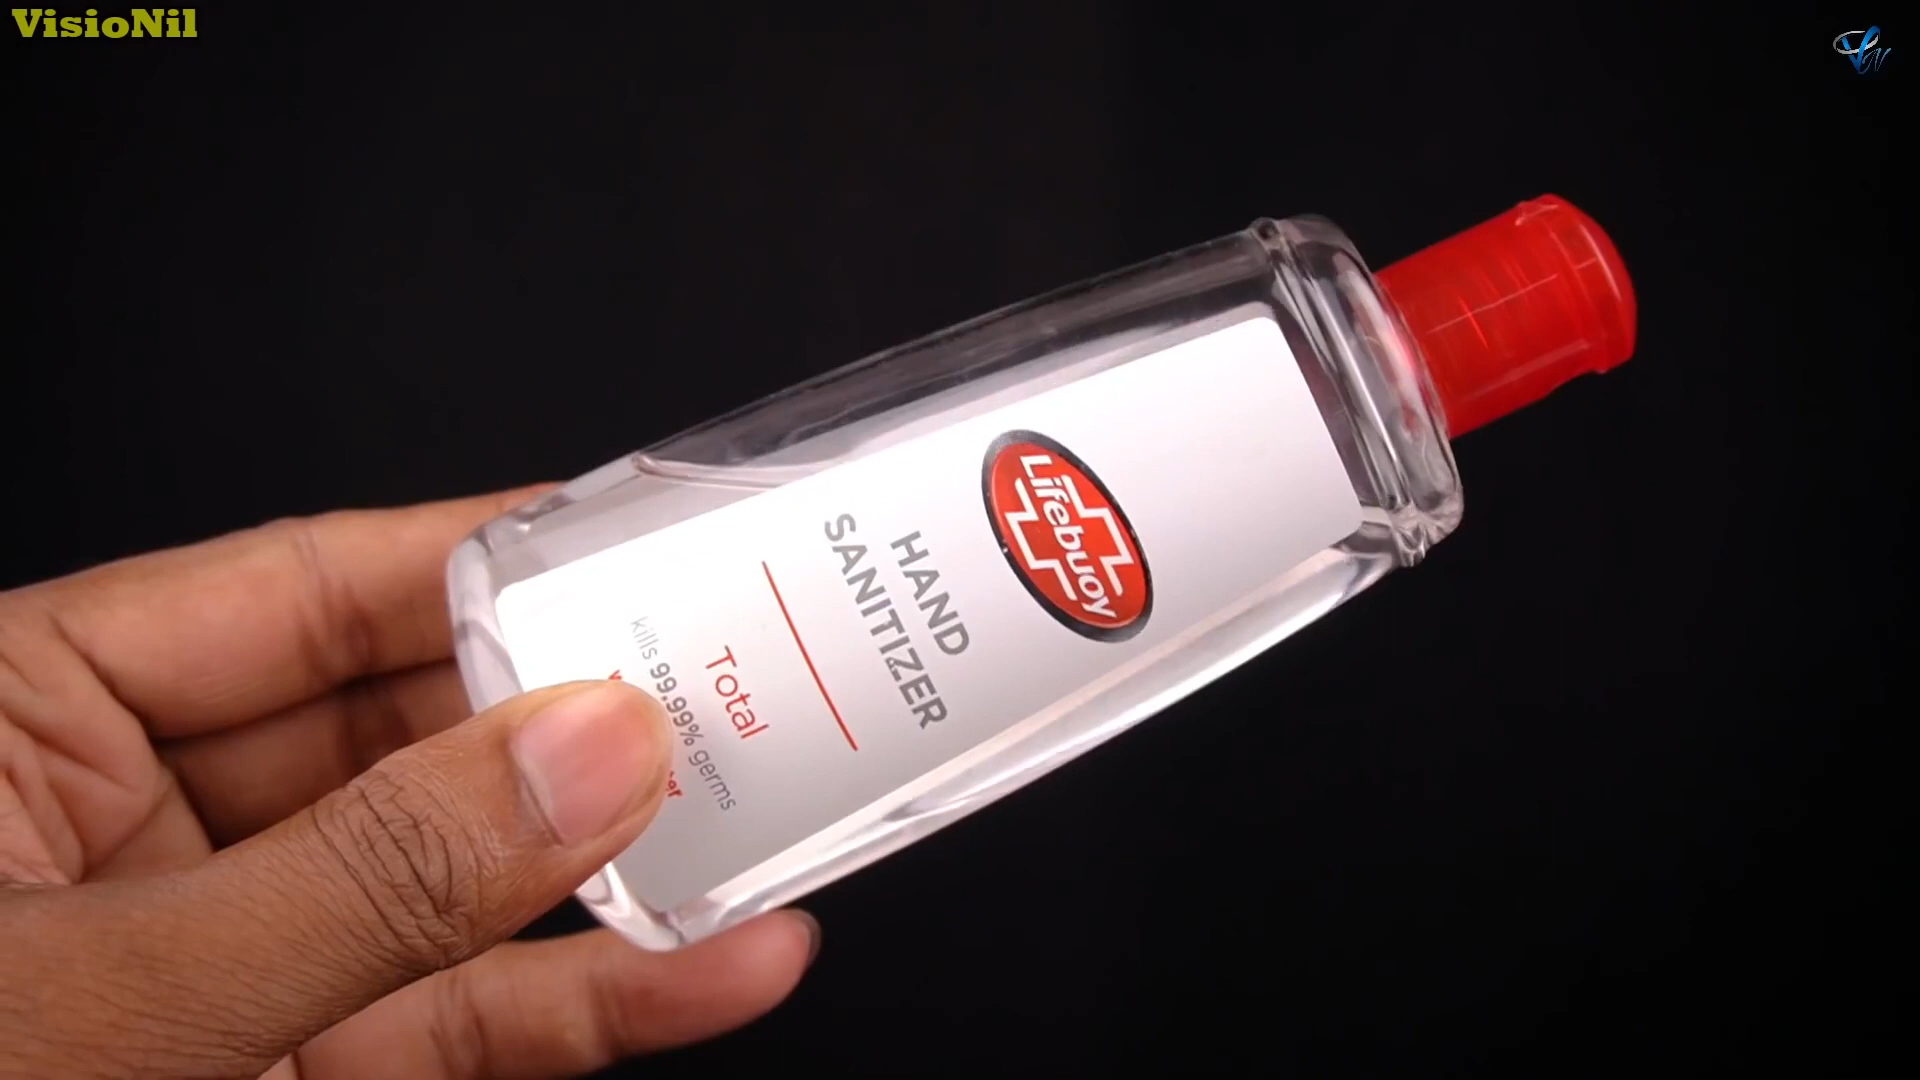 VisioNil
Lifebuoy
HAND
SANITIZER
Total
kills 99.99% germs